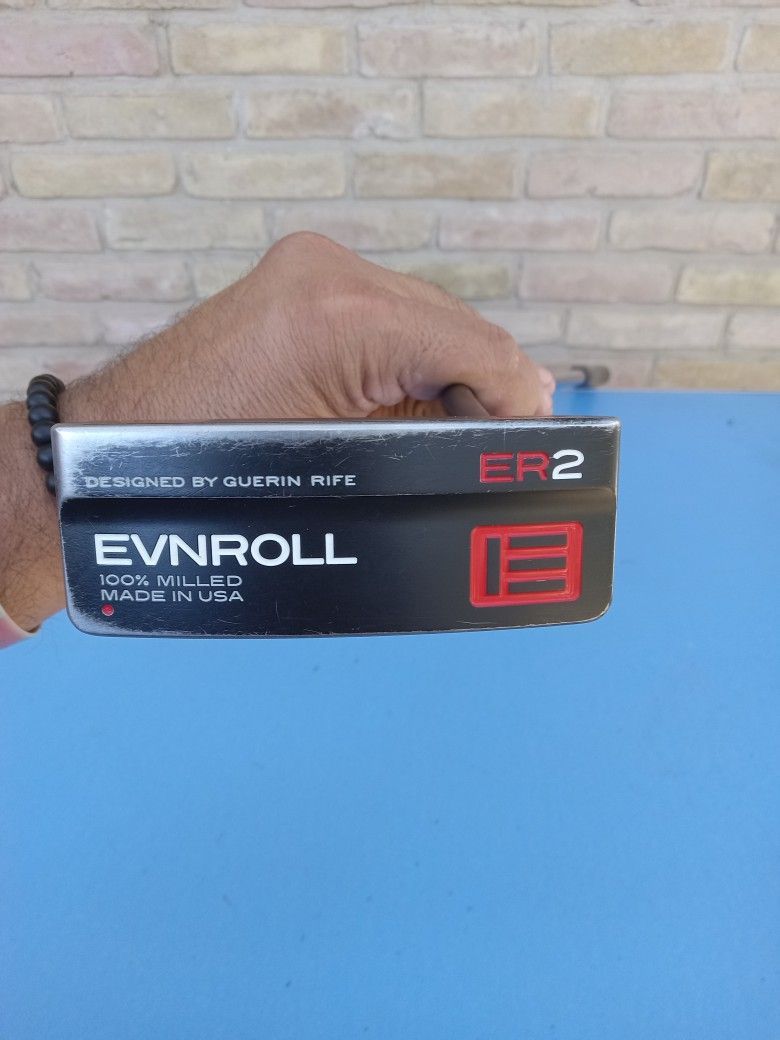 DESIGNED BY GUERIN RIFE
ER2
EVNROLL
100% MILLED
MADE IN USA